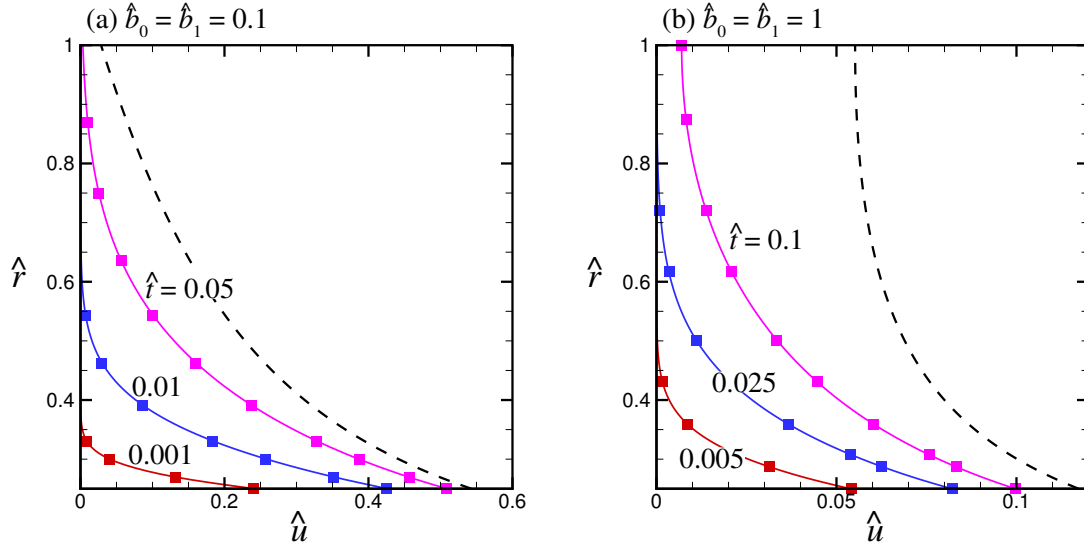 (a) b̂₀ = b̂₁ = 0.1
1
0.8
0.6
0.4
r̂
t̂ = 0.05
0.01
0.001
0
0.2
0.4
0.6
û
(b) b̂₀ = b̂₁ = 1
1
0.8
0.6
0.4
r̂
t̂ = 0.1
0.025
0.005
0
0.05
0.1
û